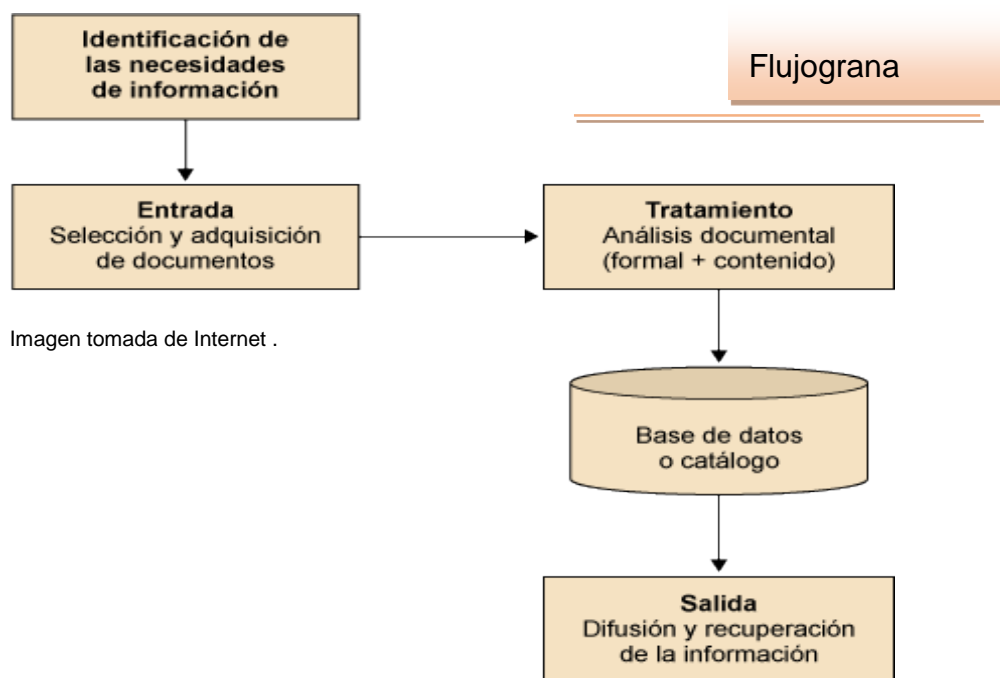 Identificación de
las necesidades
de información
Flujograna
Entrada
Selección y adquisición
de documentos
Tratamiento
Análisis documental
(formal + contenido)
Imagen tomada de Internet .
Base de datos
o catálogo
Salida
Difusión y recuperación
de la información